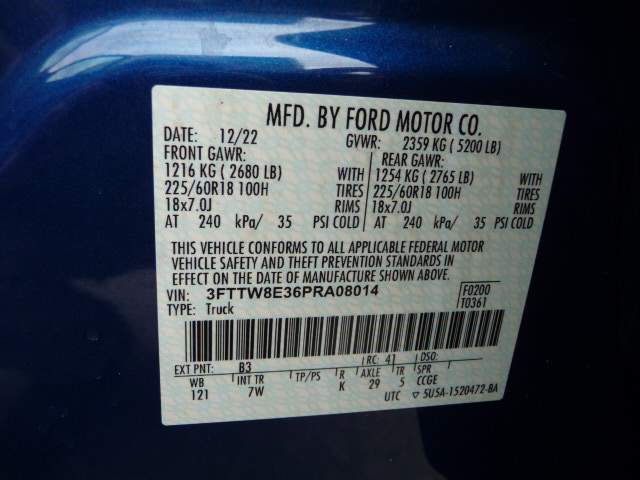 MFD. BY FORD MOTOR CO.
DATE: 12/22 GVWR: 2359 KG ( 5200 LB)
FRONT GAWR: REAR GAWR:
1216 KG ( 2680 LB) WITH 1254 KG ( 2765 LB) WITH
225/60R18 100H TIRES 225/60R18 100H TIRES
18x7.0J RIMS 18x7.0J RIMS
AT 240 kPa/ 35 PSI COLD AT 240 kPa/ 35 PSI COLD
THIS VEHICLE CONFORMS TO ALL APPLICABLE FEDERAL MOTOR
VEHICLE SAFETY AND THEFT PREVENTION STANDARDS IN
EFFECT ON THE DATE OF MANUFACTURE SHOWN ABOVE.
VIN: 3FTTW8E36PRA08014 F0200
TYPE: Truck T0361
EXT PNT: B3 RC: 41 DSO:
WB INT TR TP/PS R AXLE TR SPR
121 7W K 29 5 CCGE
UTC ▽ 5U5A-1520472-BA